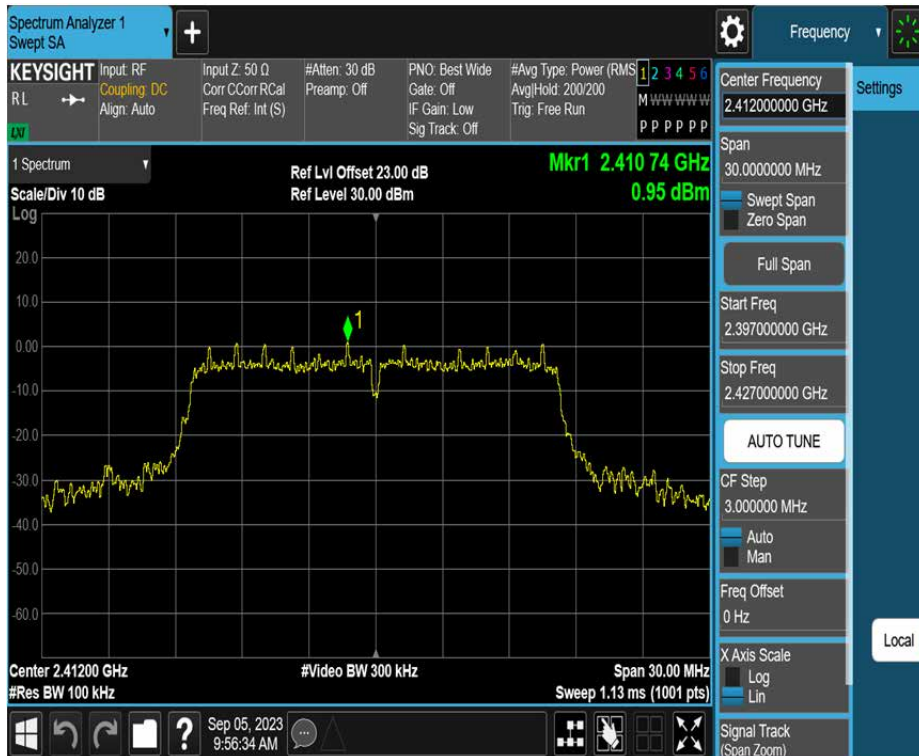 Spectrum Analyzer 1
Swept SA
Frequency
KEYSIGHT
R L
LXI
Input: RF
Coupling: DC
Align: Auto
Input Z: 50 Ω
Corr CCorr RCal
Freq Ref: Int (S)
#Atten: 30 dB
Preamp: Off
PNO: Best Wide
Gate: Off
IF Gain: Low
Sig Track: Off
#Avg Type: Power (RMS
Avg|Hold: 200/200
Trig: Free Run
1 2 3 4 5 6
M W W W W W
P P P P P P
1 Spectrum
Scale/Div 10 dB
Log
Ref Lvl Offset 23.00 dB
Ref Level 30.00 dBm
Mkr1 2.410 74 GHz
0.95 dBm
20.0
10.0
0.00
-10.0
-20.0
-30.0
-40.0
-50.0
-60.0
1
Center 2.41200 GHz
#Res BW 100 kHz
#Video BW 300 kHz
Span 30.00 MHz
Sweep 1.13 ms (1001 pts)
Sep 05, 2023
9:56:34 AM
Center Frequency
2.412000000 GHz
Span
30.0000000 MHz
Swept Span
Zero Span
Full Span
Start Freq
2.397000000 GHz
Stop Freq
2.427000000 GHz
AUTO TUNE
CF Step
3.000000 MHz
Auto
Man
Freq Offset
0 Hz
X Axis Scale
Log
Lin
Signal Track
(Span Zoom)
Settings
Local